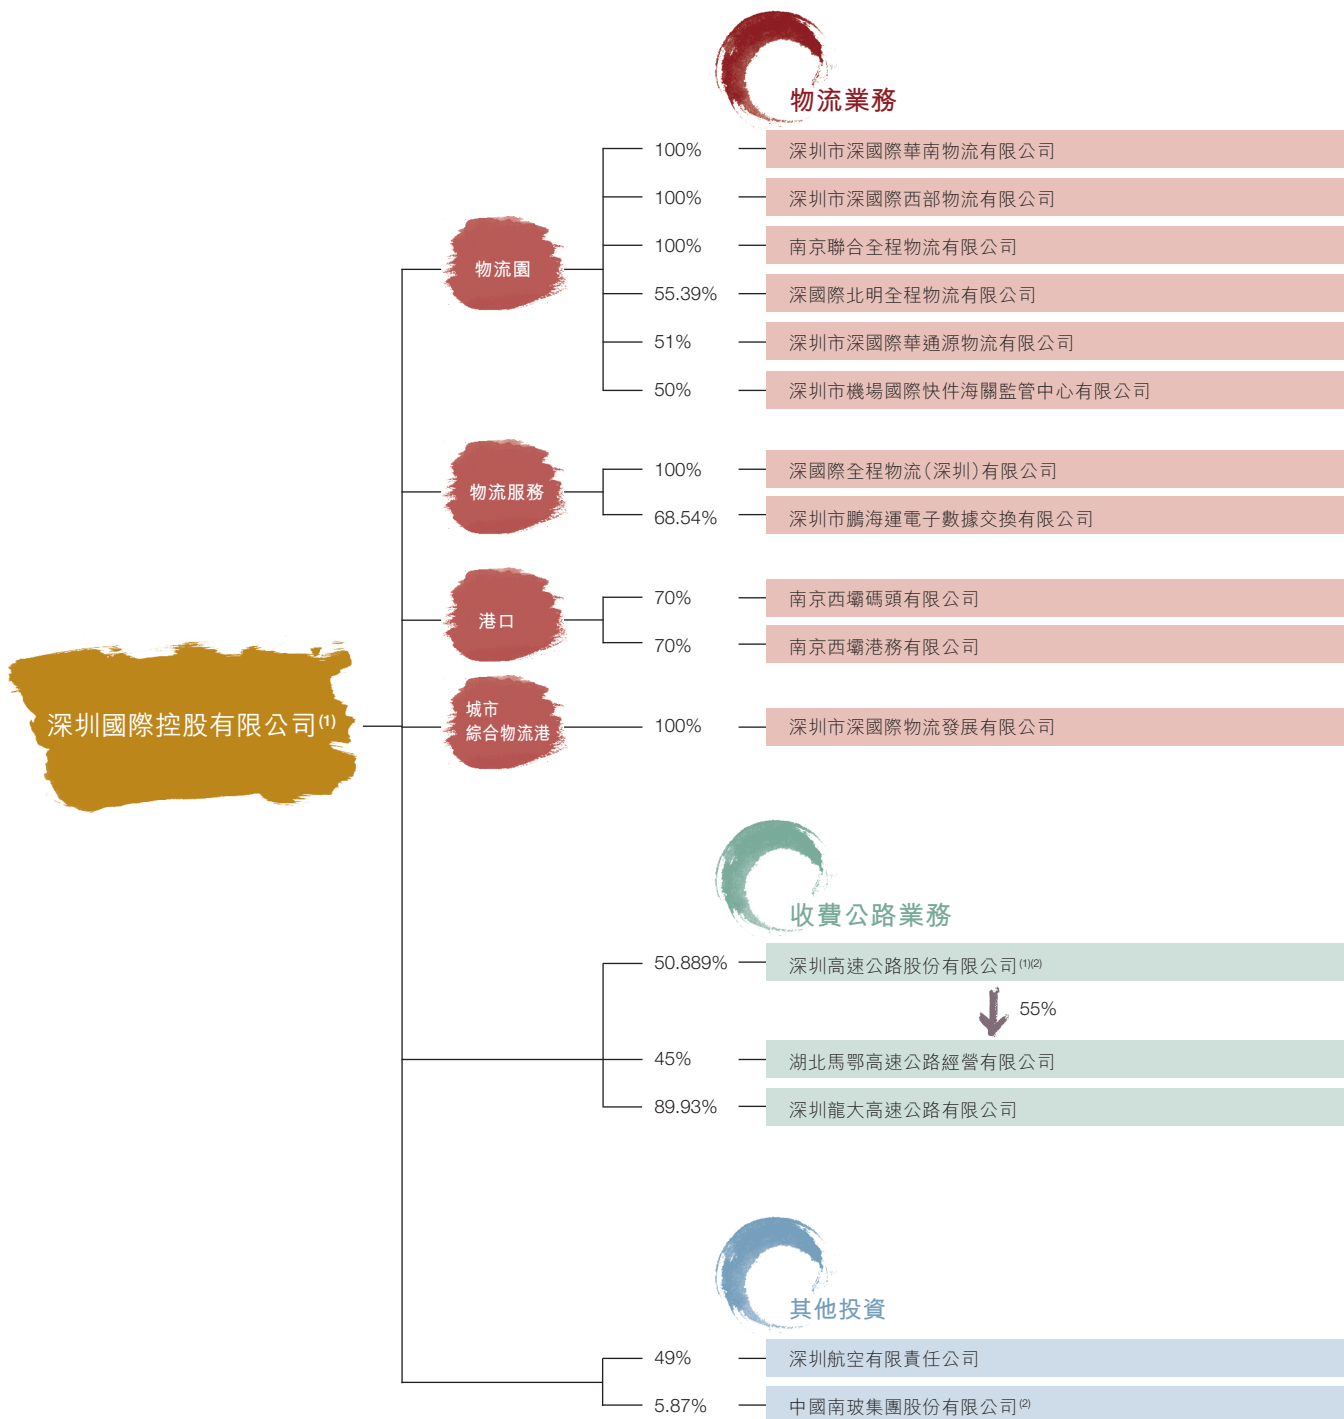 物流業務
100% 深圳市深國際華南物流有限公司
100% 深圳市深國際西部物流有限公司
物流園
100% 南京聯合全程物流有限公司
55.39% 深國際北明全程物流有限公司
51% 深圳市深國際華通源物流有限公司
50% 深圳市機場國際快件海關監管中心有限公司
物流服務
100% 深國際全程物流(深圳)有限公司
68.54% 深圳市鵬海運電子數據交換有限公司
港口
70% 南京西壩碼頭有限公司
70% 南京西壩港務有限公司
深圳國際控股有限公司(1)
城市
綜合物流港
100% 深圳市深國際物流發展有限公司
收費公路業務
50.889% 深圳高速公路股份有限公司(1)(2)
55%
45% 湖北馬鄂高速公路經營有限公司
89.93% 深圳龍大高速公路有限公司
其他投資
49% 深圳航空有限責任公司
5.87% 中國南玻集團股份有限公司(2)